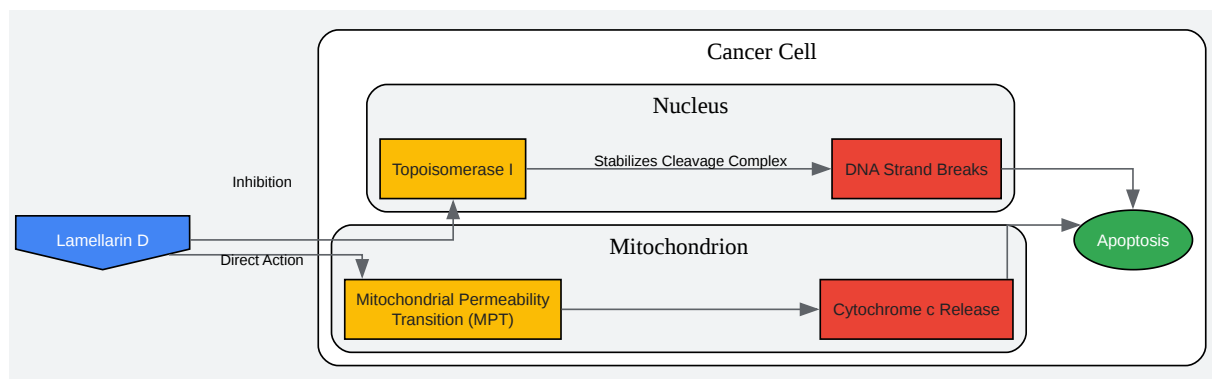 Cancer Cell
Nucleus
Topoisomerase I
Stabilizes Cleavage Complex
DNA Strand Breaks
Inhibition
Lamellarin D
Direct Action
Mitochondrion
Apoptosis
Mitochondrial Permeability
Transition (MPT)
Cytochrome c Release